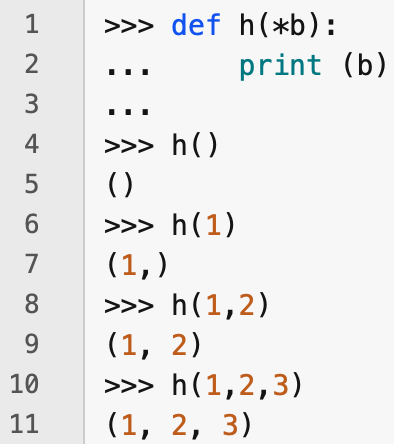 1 >>> def h(*b):
2 ...     print (b)
3 ...
4 >>> h()
5 ()
6 >>> h(1)
7 (1,)
8 >>> h(1,2)
9 (1, 2)
10 >>> h(1,2,3)
11 (1, 2, 3)